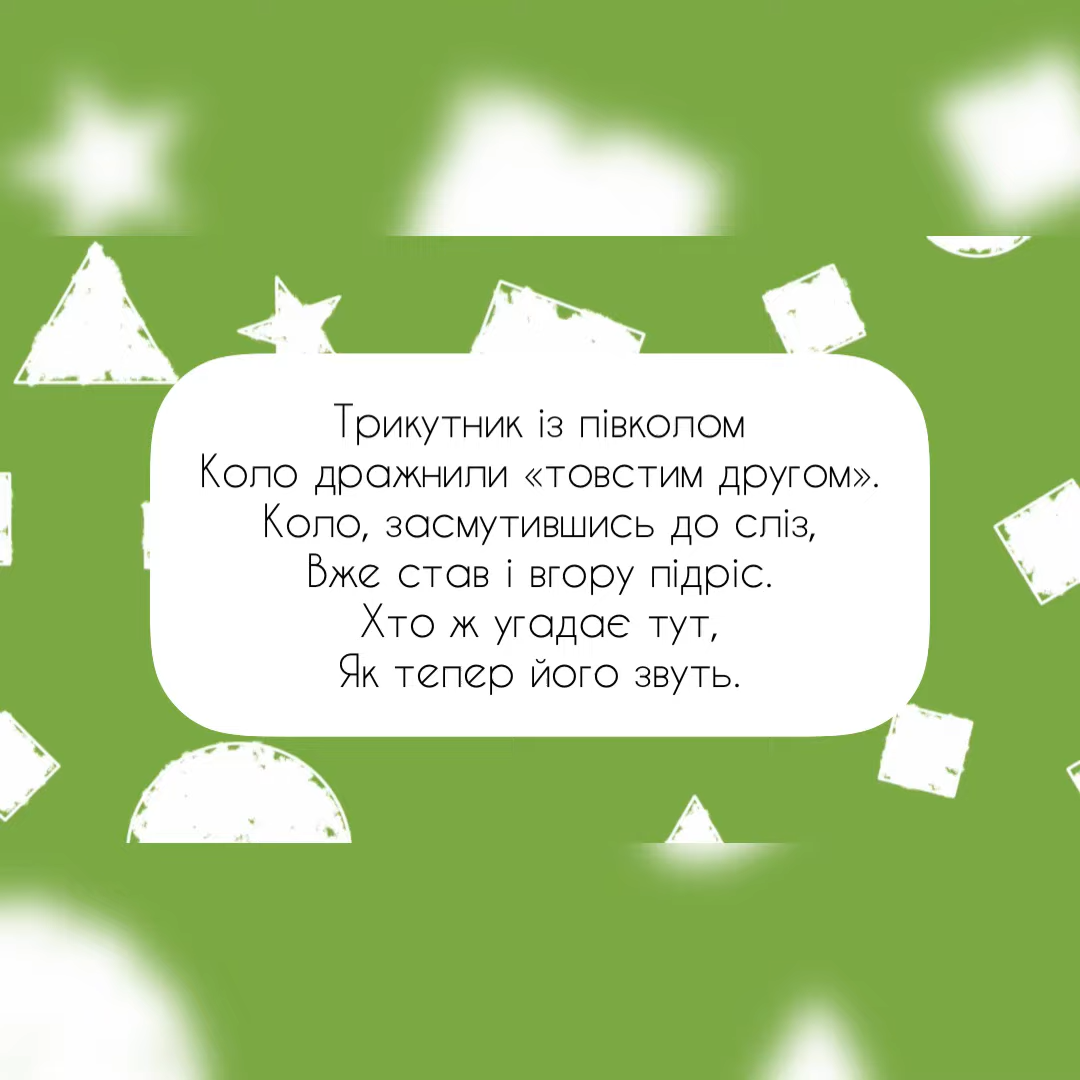 Трикутник із півколом
Коло дражнили «товстим другом».
Коло, засмутившись до сліз,
Вже став і вгору підріс.
Хто ж угадає тут,
Як тепер його звуть.